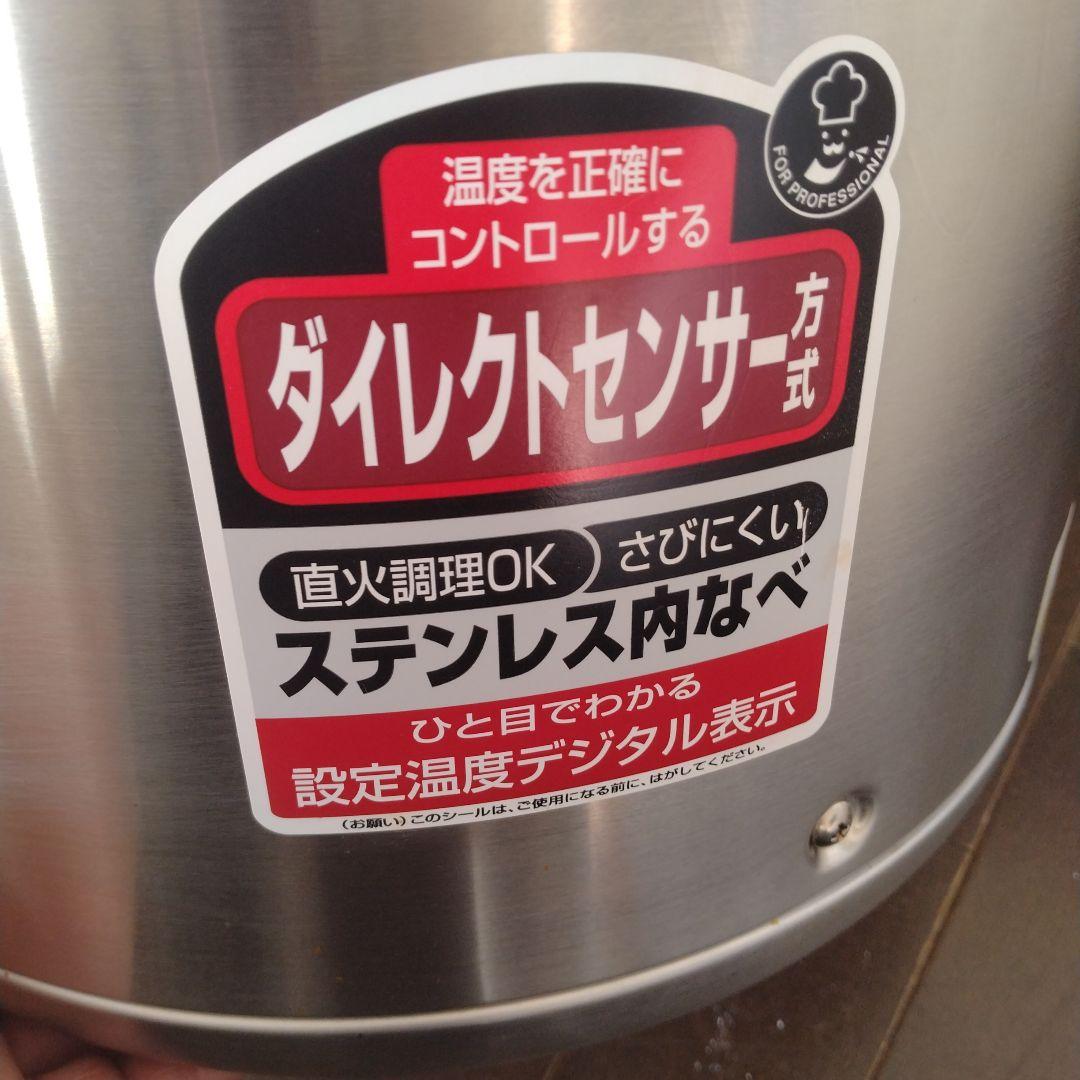 FOR PROFESSIONAL
温度を正確に
コントロールする
ダイレクトセンサー方式
直火調理OK さびにくい
ステンレス内なべ
ひと目でわかる
設定温度デジタル表示
(お願い)このシールは、ご使用になる前に、はがしてください。